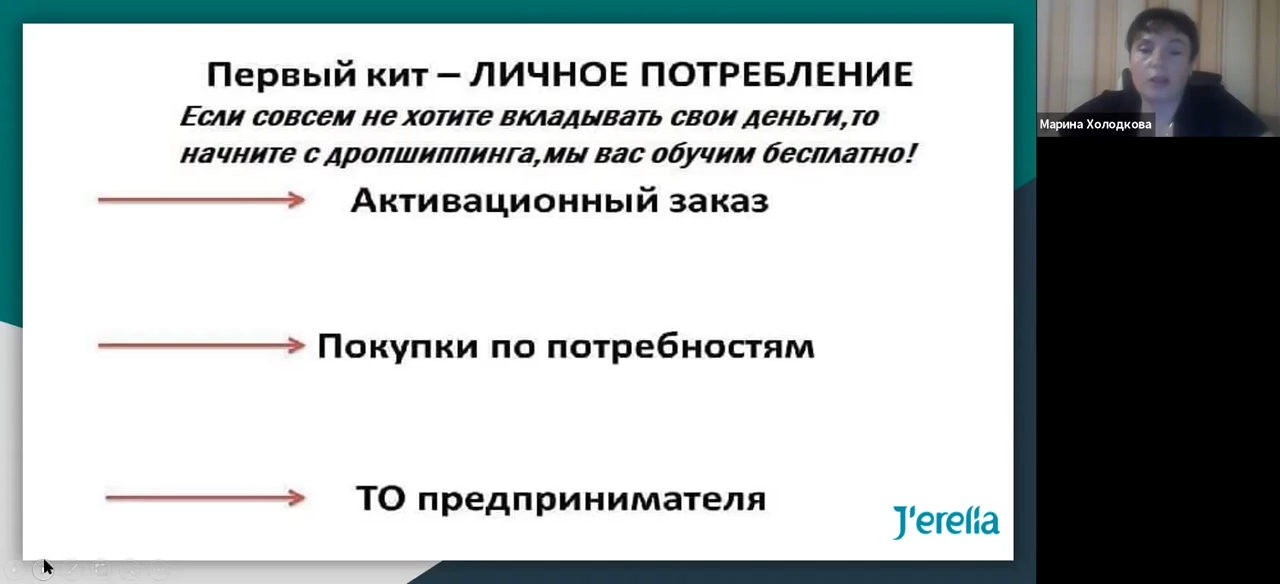 Первый кит – ЛИЧНОЕ ПОТРЕБЛЕНИЕ
Если совсем не хотите вкладывать свои деньги,то
начните с дропшиппинга,мы вас обучим бесплатно!
Активационный заказ
Покупки по потребностям
ТО предпринимателя
J'erelia
Марина Холодкова